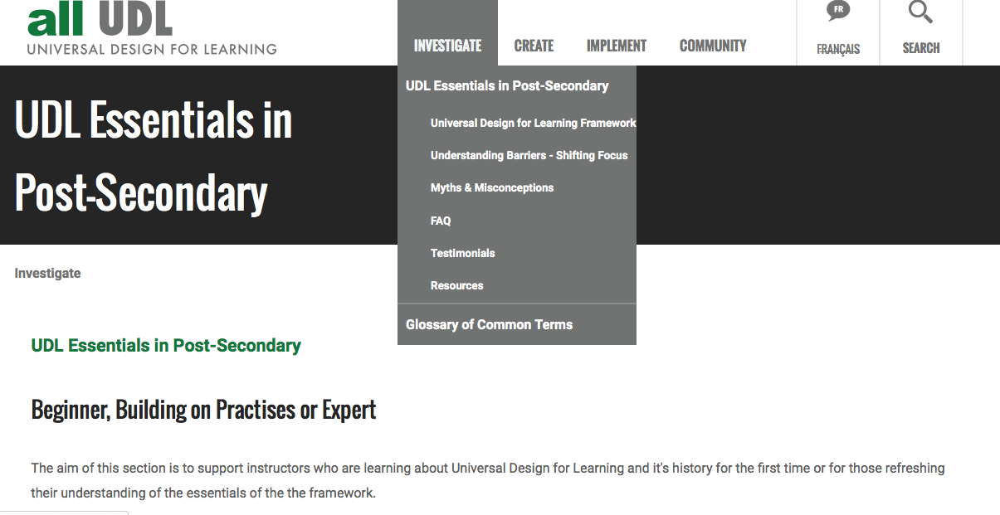 all UDL
UNIVERSAL DESIGN FOR LEARNING
INVESTIGATE
CREATE
IMPLEMENT
COMMUNITY
FR
FRANÇAIS
SEARCH
UDL Essentials in Post-Secondary
Universal Design for Learning Framework
Understanding Barriers - Shifting Focus
Myths & Misconceptions
FAQ
Testimonials
Resources
Glossary of Common Terms
UDL Essentials in
Post-Secondary
Investigate
UDL Essentials in Post-Secondary
Beginner, Building on Practises or Expert
The aim of this section is to support instructors who are learning about Universal Design for Learning and it's history for the first time or for those refreshing
their understanding of the essentials of the the framework.